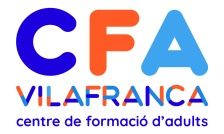 CFA
VILAFRANCA
centre de formació d'adults